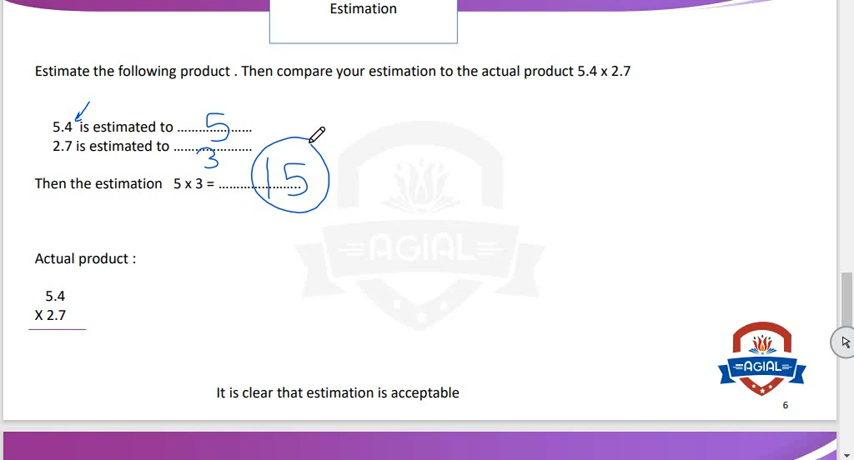 Estimation
Estimate the following product . Then compare your estimation to the actual product 5.4 x 2.7
5.4 is estimated to ........5........
2.7 is estimated to ........3........
Then the estimation 5 x 3 = ........15........
=AGIAL=
Actual product :
5.4
X 2.7
=AGIAL=
It is clear that estimation is acceptable
6